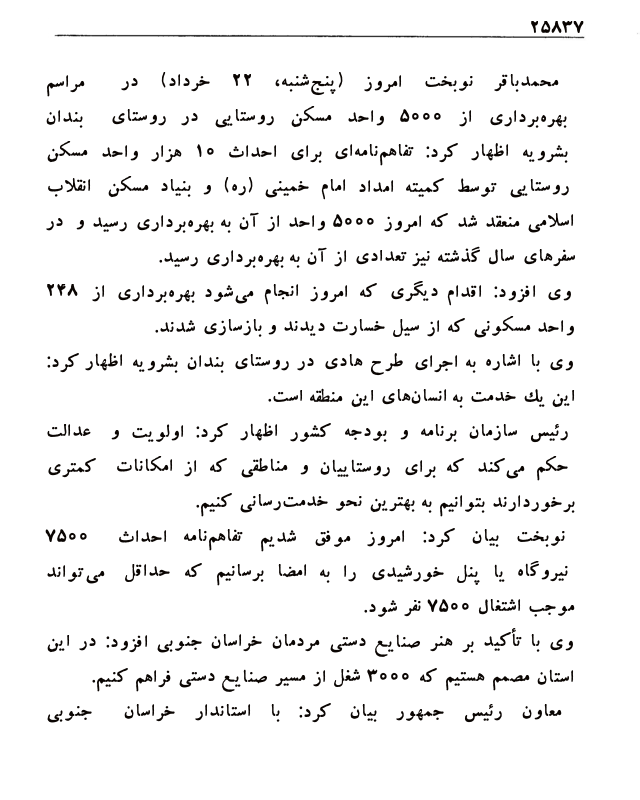 ۲۵۸۳۷
محمدباقر نوبخت امروز (پنج‌شنبه، ۲۲ خرداد) در مراسم
بهره‌برداری از ۵۰۰۰ واحد مسکن روستایی در روستای بندان
بشرویه اظهار کرد: تفاهم‌نامه‌ای برای احداث ۱۰ هزار واحد مسکن
روستایی توسط کمیته امداد امام خمینی (ره) و بنیاد مسکن انقلاب
اسلامی منعقد شد که امروز ۵۰۰۰ واحد از آن به بهره‌برداری رسید و در
سفرهای سال گذشته نیز تعدادی از آن به بهره‌برداری رسید.
وی افزود: اقدام دیگری که امروز انجام می‌شود بهره‌برداری از ۲۴۸
واحد مسکونی که از سیل خسارت دیدند و بازسازی شدند.
وی با اشاره به اجرای طرح هادی در روستای بندان بشرویه اظهار کرد:
این یك خدمت به انسان‌های این منطقه است.
رئیس سازمان برنامه و بودجه کشور اظهار کرد: اولویت و عدالت
حکم می‌کند که برای روستاییان و مناطقی که از امکانات کمتری
برخوردارند بتوانیم به بهترین نحو خدمت‌رسانی کنیم.
نوبخت بیان کرد: امروز موفق شدیم تفاهم‌نامه احداث ۷۵۰۰
نیروگاه یا پنل خورشیدی را به امضا برسانیم که حداقل می‌تواند
موجب اشتغال ۷۵۰۰ نفر شود.
وی با تأکید بر هنر صنایع دستی مردمان خراسان جنوبی افزود: در این
استان مصمم هستیم که ۳۰۰۰ شغل از مسیر صنایع دستی فراهم کنیم.
معاون رئیس جمهور بیان کرد: با استاندار خراسان جنوبی